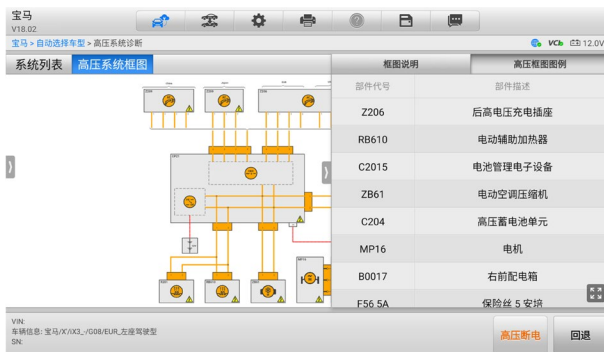 宝马
V18.02
宝马 > 自动选择车型 > 高压系统诊断
VCI
12.0V
系统列表
高压系统框图
框图说明
高压框图图例
部件代号
部件描述
Z206
后高电压充电插座
RB610
电动辅助加热器
C2015
电池管理电子设备
ZB61
电动空调压缩机
C204
高压蓄电池单元
MP16
电机
B0017
右前配电箱
F56 5A
保险丝 5 安培
MP16
VIN:
车辆信息: 宝马/X'/iX3_-/G08/EUR_左座驾驶型
SN:
高压断电
回退